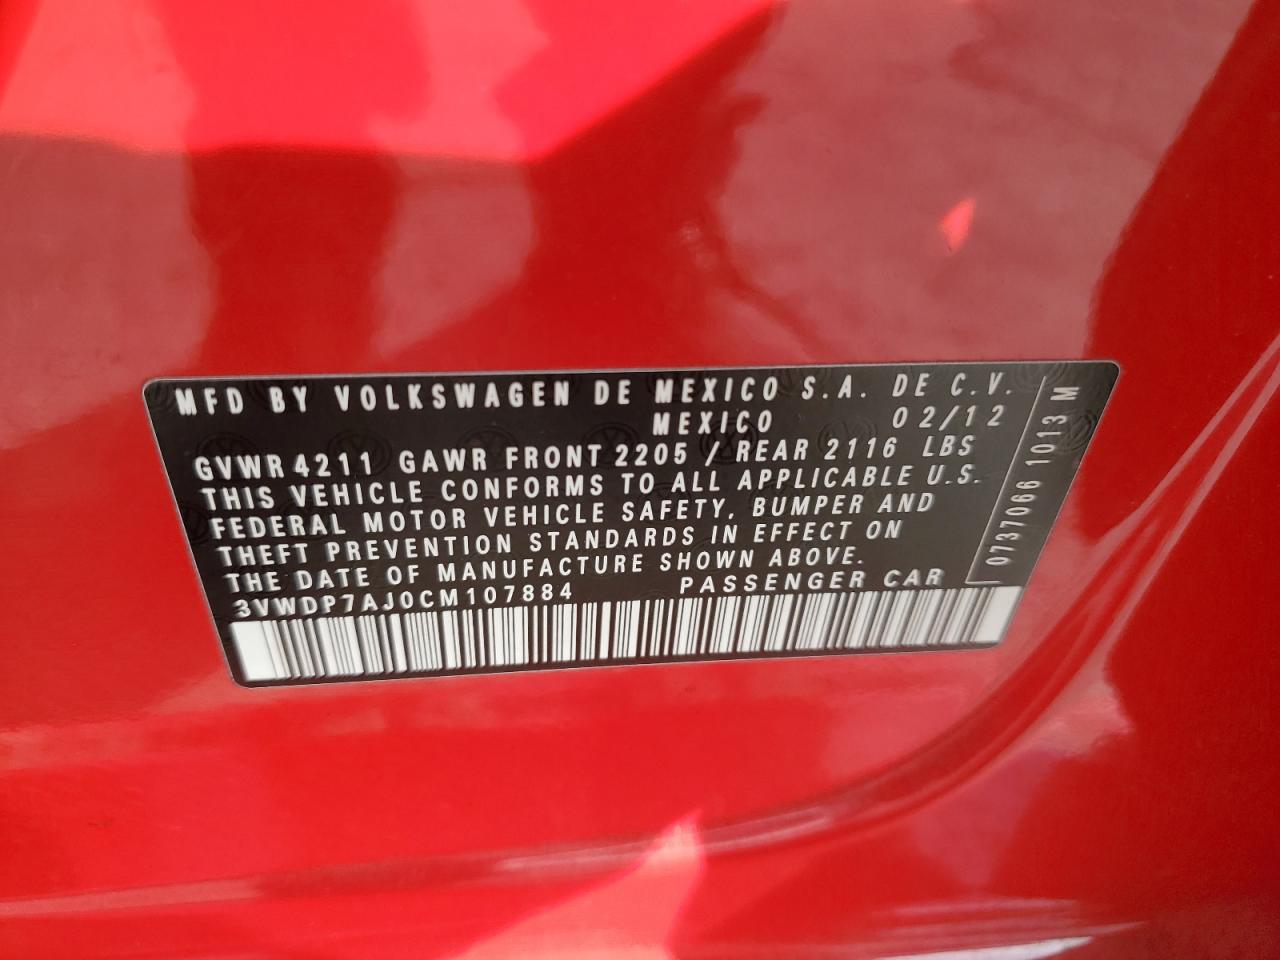 MFD BY VOLKSWAGEN DE MEXICO S.A. DE C.V.
MEXICO 02/12
GVWR 4211 GAWR FRONT 2205 / REAR 2116 LBS
THIS VEHICLE CONFORMS TO ALL APPLICABLE U.S.
FEDERAL MOTOR VEHICLE SAFETY, BUMPER AND
THEFT PREVENTION STANDARDS IN EFFECT ON
THE DATE OF MANUFACTURE SHOWN ABOVE.
3VWDP7AJ0CM107884 PASSENGER CAR
0737066 1013 M